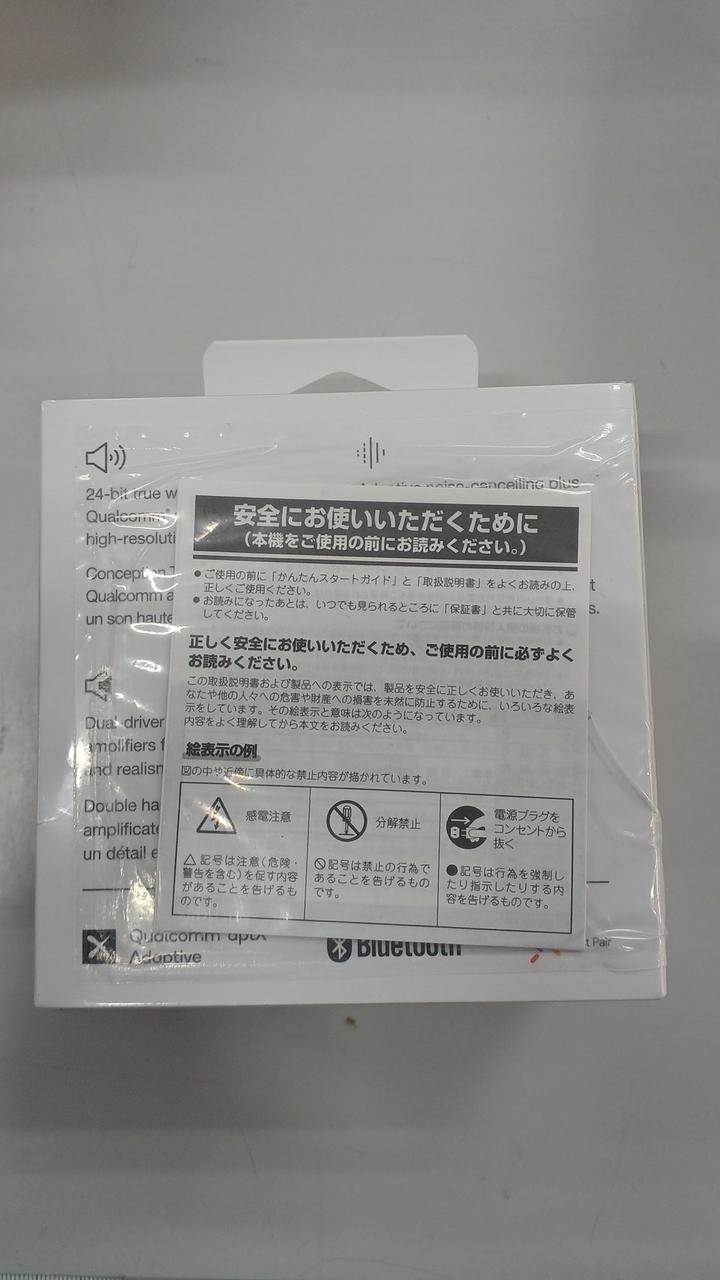 24-bit true w
Qualcomm®
high-resoluti
noise-cancelling plus
Conception
Qualcomm a
un son haute
t
s.
Dual-driver
amplifiers f
and realism
Double ha
amplificate
un détail e
安全にお使いいただくために
(本機をご使用の前にお読みください。)
●ご使用の前に「かんたんスタートガイド」と「取扱説明書」をよくお読みの上、
正しくご使用ください。
●お読みになったあとは、いつでも見られるところに「保証書」と共に大切に保管
してください。
正しく安全にお使いいただくため、ご使用の前に必ずよく
お読みください。
この取扱説明書および製品への表示では、製品を安全に正しくお使いいただき、あ
なたや他の人々への危害や財産への損害を未然に防止するために、いろいろな絵表
示をしています。その絵表示と意味は次のようになっています。
内容をよく理解してから本文をお読みください。
絵表示の例
図の中や近傍に具体的な禁止内容が描かれています。
感電注意
△記号は注意(危険・
警告を含む)を促す内容
があることを告げるも
のです。
分解禁止
🚫記号は禁止の行為で
あることを告げるもの
です。
電源プラグを
コンセントから
抜く
●記号は行為を強制し
たり指示したりする内
容を告げるものです。
Qualcomm aptX
Adaptive
Bluetooth
Pair